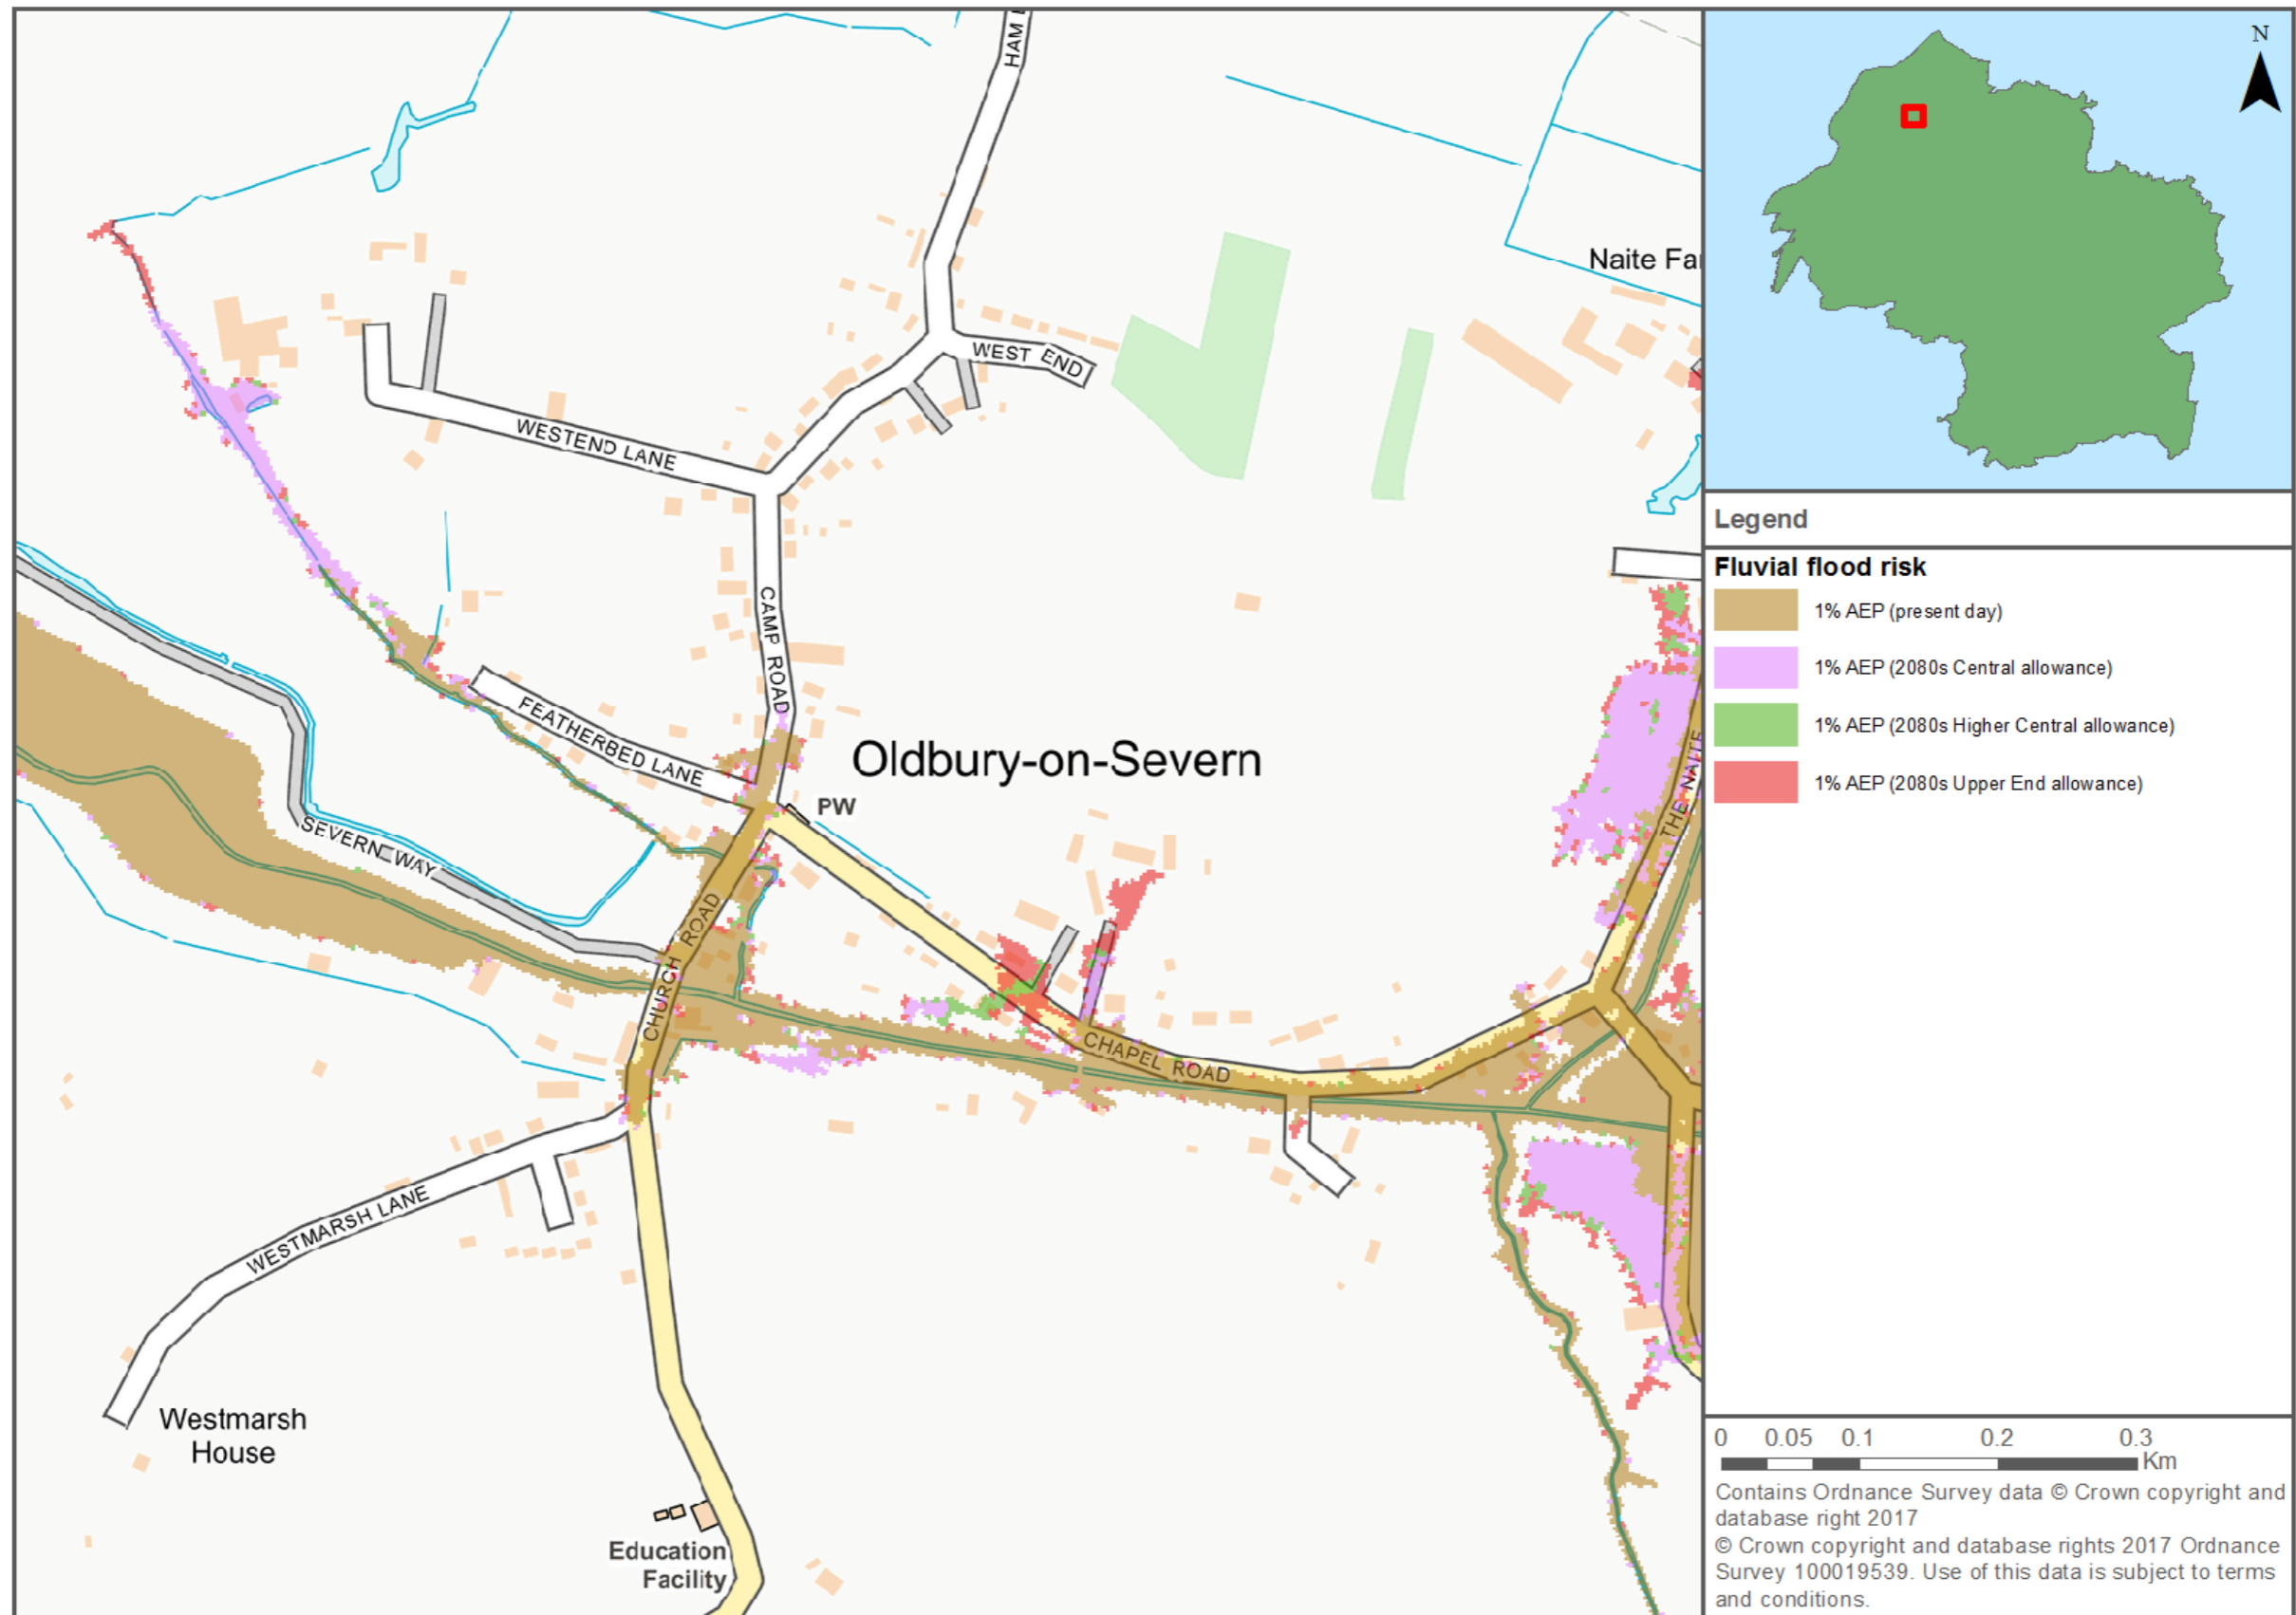 HAM
N
Naite Fa
WEST END
WESTEND LANE
Legend
Fluvial flood risk
1% AEP (present day)
1% AEP (2080s Central allowance)
1% AEP (2080s Higher Central allowance)
1% AEP (2080s Upper End allowance)
CAMP ROAD
FEATHERBED LANE
Oldbury-on-Severn
PW
THE NAITE
SEVERN WAY
CHURCH ROAD
CHAPEL ROAD
WESTMARSH LANE
Westmarsh
House
Education
Facility
0 0.05 0.1 0.2 0.3
Km
Contains Ordnance Survey data © Crown copyright and
database right 2017
© Crown copyright and database rights 2017 Ordnance
Survey 100019539. Use of this data is subject to terms
and conditions.